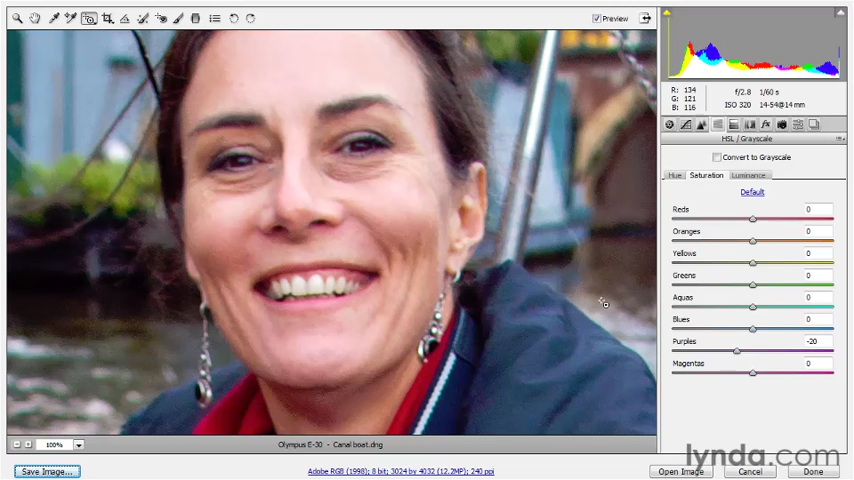 Preview
R: 134
G: 121
B: 116
f/2.8 1/60 s
ISO 320 14-54@14 mm
fx
HSL / Grayscale
Convert to Grayscale
Hue Saturation Luminance
Default
Reds 0
Oranges 0
Yellows 0
Greens 0
Aquas 0
Blues 0
Purples -20
Magentas 0
100%
Olympus E-30 - Canal boat.dng
lynda.com
Save Image...
Adobe RGB (1998); 8 bit; 3024 by 4032 (12.2MP); 240 ppi
Open Image
Cancel
Done